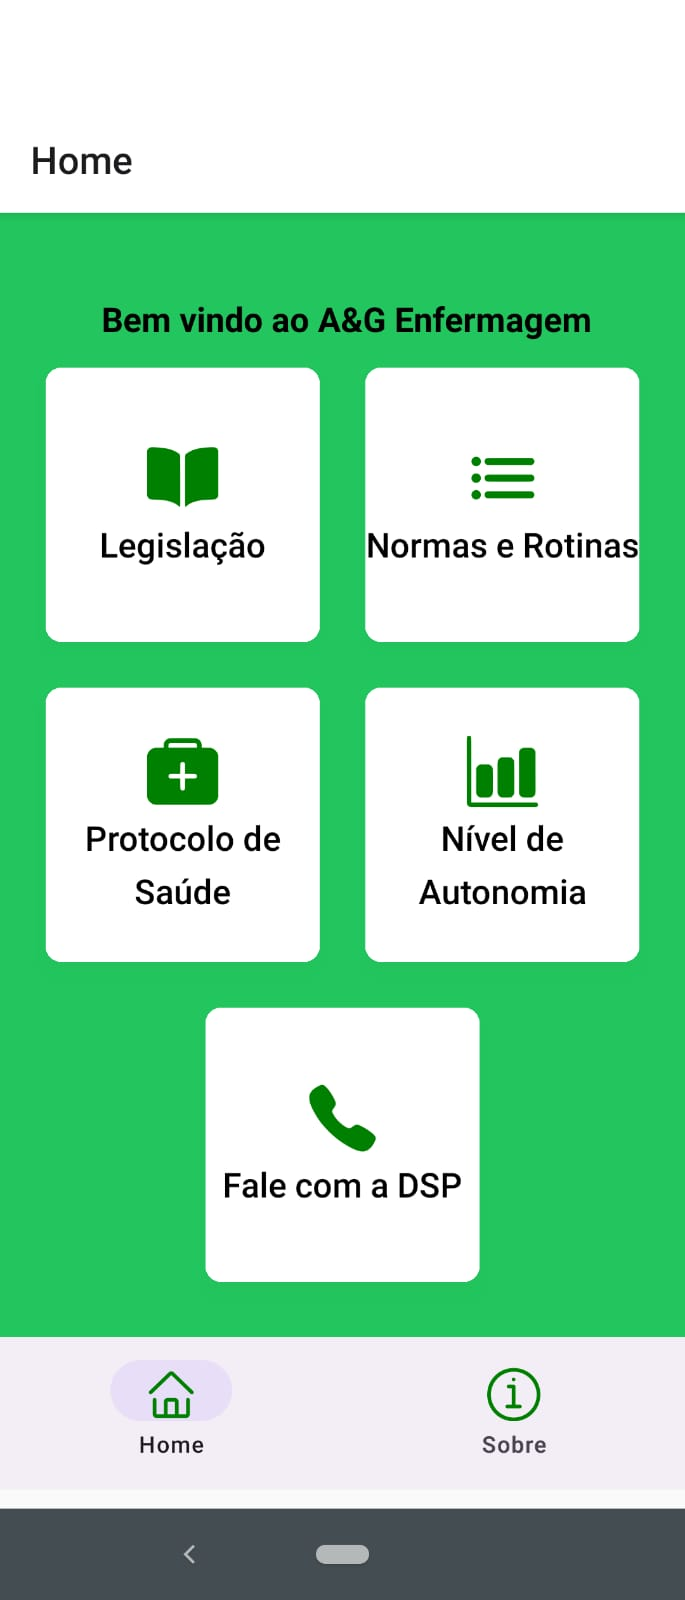 Home
Bem vindo ao A&G Enfermagem
Legislação
Normas e Rotinas
Protocolo de
Saúde
Nível de
Autonomia
Fale com a DSP
Home
Sobre